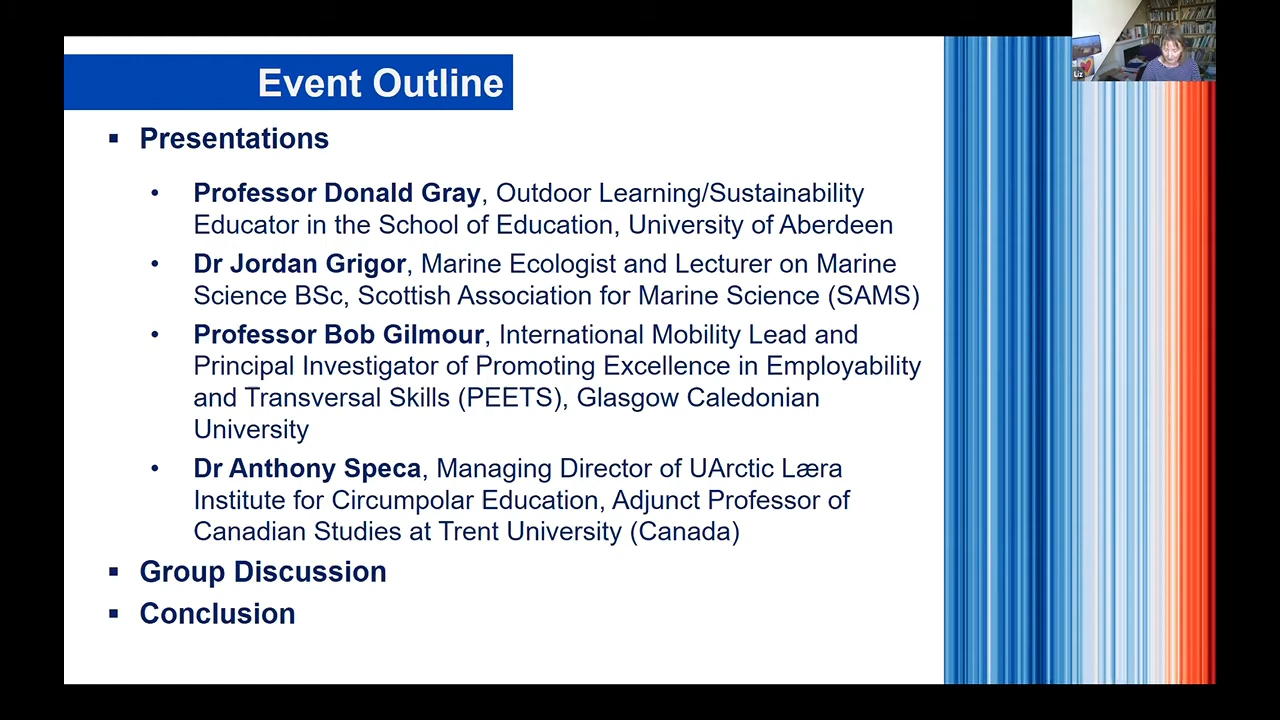 Event Outline
▪ Presentations
• Professor Donald Gray, Outdoor Learning/Sustainability
Educator in the School of Education, University of Aberdeen
• Dr Jordan Grigor, Marine Ecologist and Lecturer on Marine
Science BSc, Scottish Association for Marine Science (SAMS)
• Professor Bob Gilmour, International Mobility Lead and
Principal Investigator of Promoting Excellence in Employability
and Transversal Skills (PEETS), Glasgow Caledonian
University
• Dr Anthony Speca, Managing Director of UArctic Læra
Institute for Circumpolar Education, Adjunct Professor of
Canadian Studies at Trent University (Canada)
▪ Group Discussion
▪ Conclusion
Liz